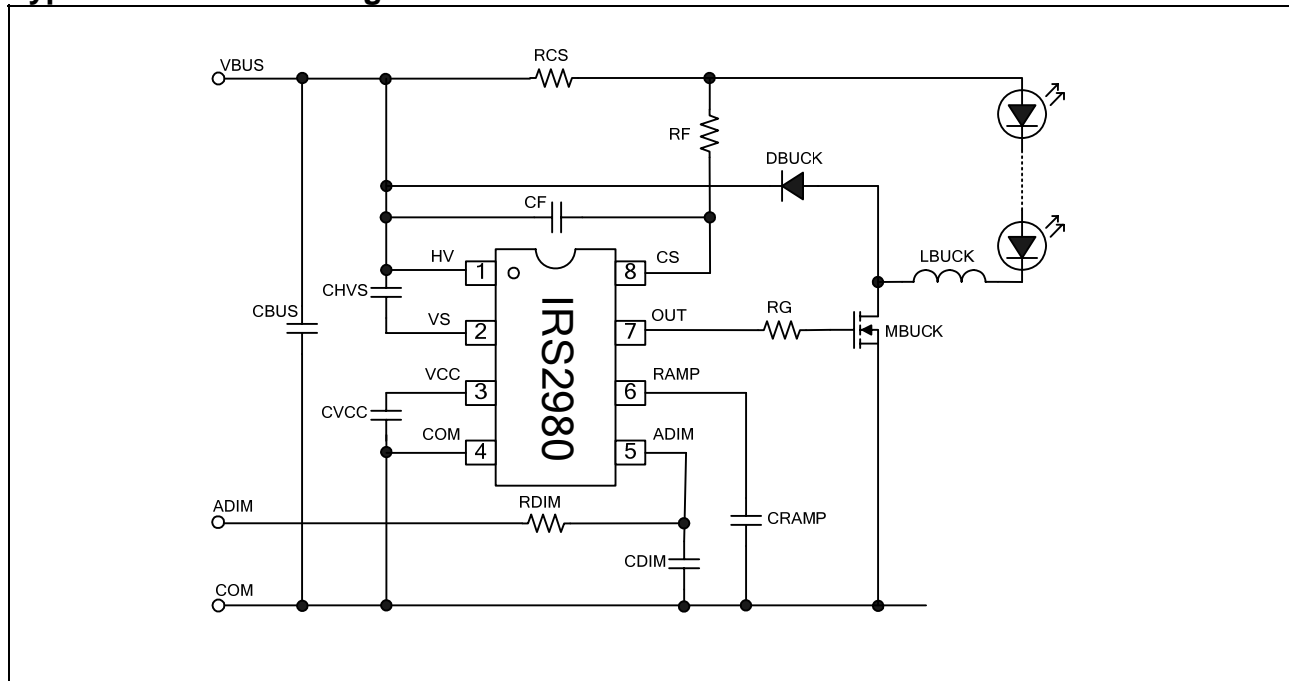 VBUS
RCS
RF
DBUCK
CF
HV
1
8
CS
LBUCK
CHVS
CBUS
VS
2
7
OUT
RG
MBUCK
IRS2980
VCC
3
6
RAMP
CVCC
COM
4
5
ADIM
ADIM
RDIM
CRAMP
CDIM
COM